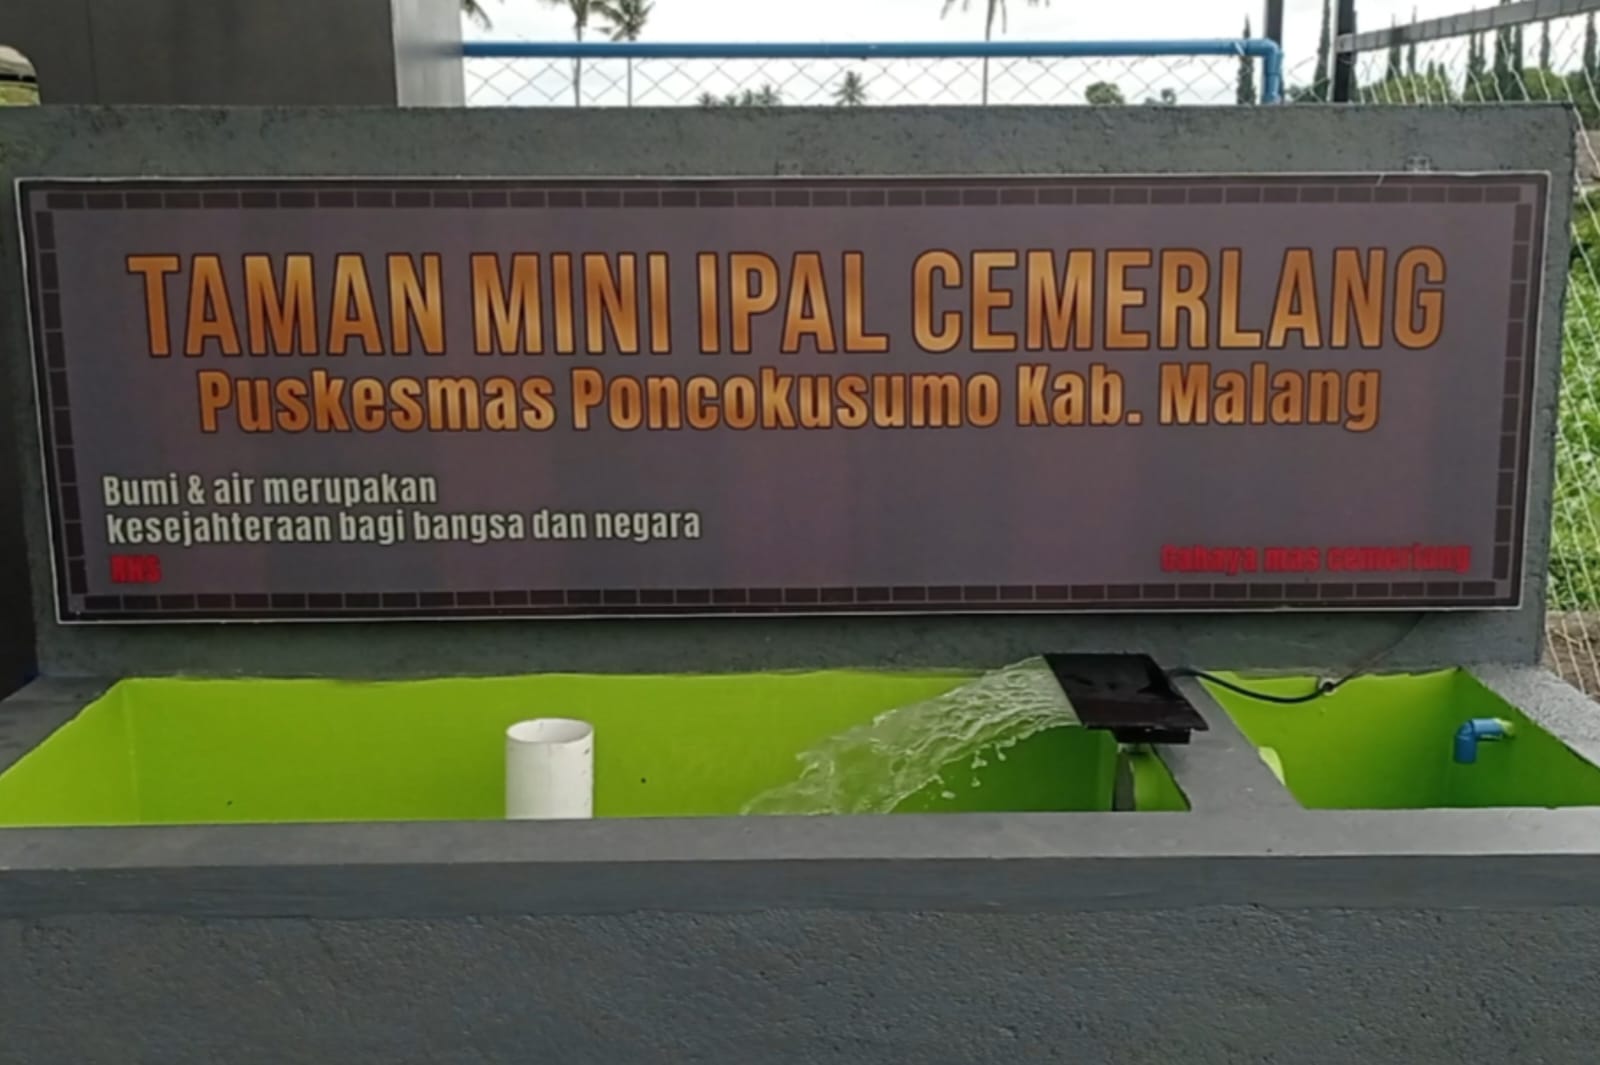 TAMAN MINI IPAL CEMERLANG
Puskesmas Poncokusumo Kab. Malang
Bumi & air merupakan
kesejahteraan bagi bangsa dan negara
RHS
Cahaya mas cemerlang